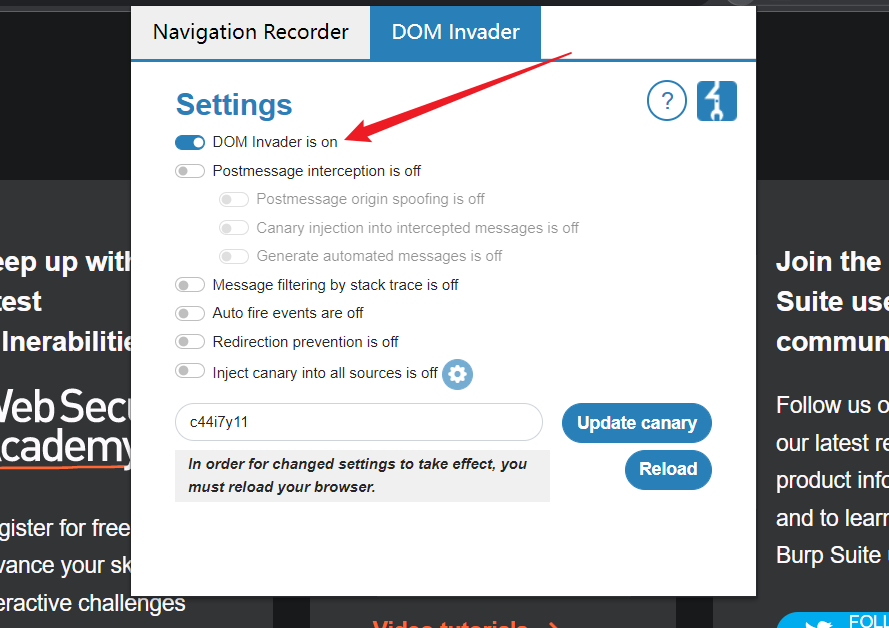 Navigation Recorder
DOM Invader
Settings
?
DOM Invader is on
Postmessage interception is off
Postmessage origin spoofing is off
Canary injection into intercepted messages is off
Generate automated messages is off
Message filtering by stack trace is off
Auto fire events are off
Redirection prevention is off
Inject canary into all sources is off
c44i7y11
Update canary
In order for changed settings to take effect, you
must reload your browser.
Reload
eep up with
test
lnerabilitie
Web Secu
cademy
gister for free
vance your sk
eractive challenges
Video tutorials
Join the
Suite use
commun
Follow us o
our latest re
product info
and to learn
Burp Suite
FOLL